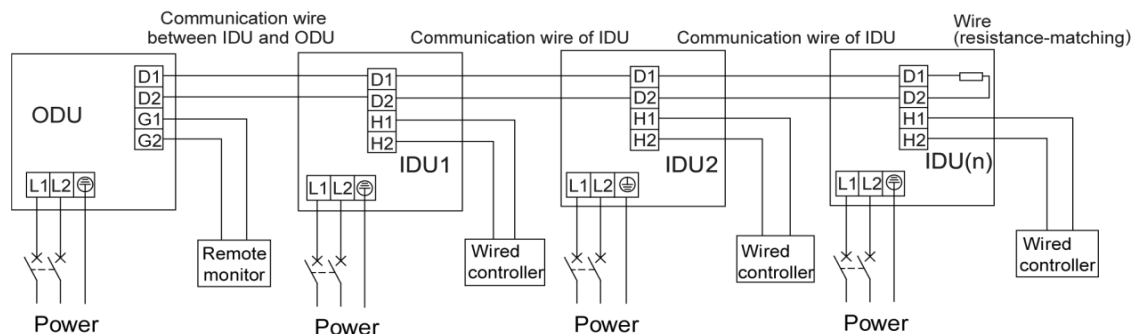 Communication wire
between IDU and ODU
Communication wire of IDU
Communication wire of IDU
Wire
(resistance-matching)
ODU
D1
D2
G1
G2
L1 L2
Remote
monitor
Power
D1
D2
H1
H2
IDU1
L1 L2
Wired
controller
Power
D1
D2
H1
H2
IDU2
L1 L2
Wired
controller
Power
D1
D2
H1
H2
IDU(n)
L1 L2
Wired
controller
Power